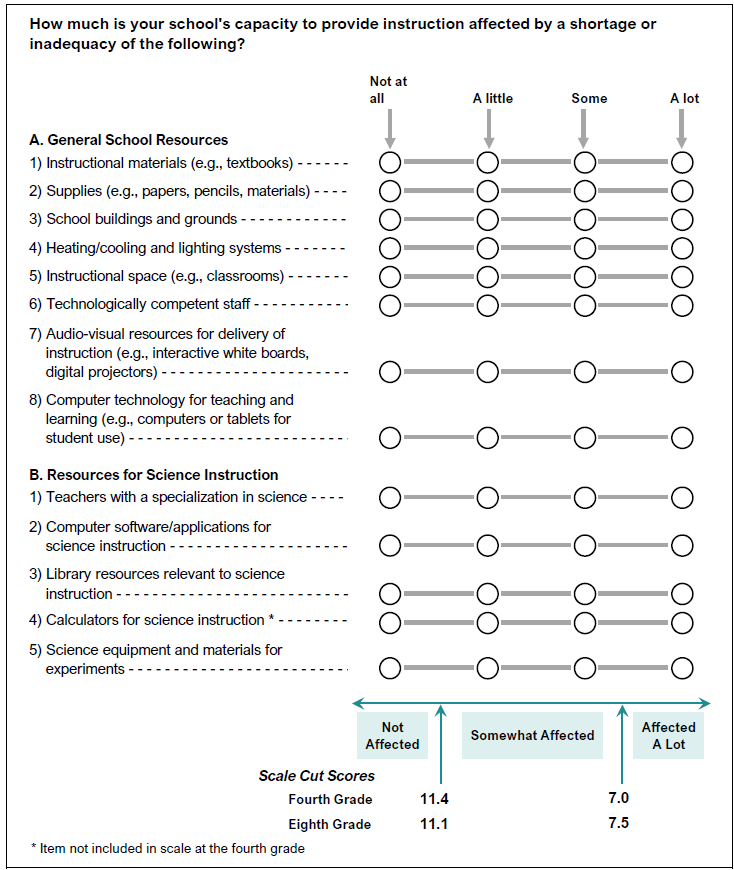 How much is your school's capacity to provide instruction affected by a shortage or
inadequacy of the following?
Not at
all
A little
Some
A lot
A. General School Resources
1) Instructional materials (e.g., textbooks) - - - - - -
2) Supplies (e.g., papers, pencils, materials) - - - -
3) School buildings and grounds - - - - - - - - - - - -
4) Heating/cooling and lighting systems - - - - - - -
5) Instructional space (e.g., classrooms) - - - - - - -
6) Technologically competent staff - - - - - - - - - - -
7) Audio-visual resources for delivery of
instruction (e.g., interactive white boards,
digital projectors) - - - - - - - - - - - - - - - - - - - - - -
8) Computer technology for teaching and
learning (e.g., computers or tablets for
student use) - - - - - - - - - - - - - - - - - - - - - - - - -
B. Resources for Science Instruction
1) Teachers with a specialization in science - - - -
2) Computer software/applications for
science instruction - - - - - - - - - - - - - - - - - - - - -
3) Library resources relevant to science
instruction - - - - - - - - - - - - - - - - - - - - - - - - - - -
4) Calculators for science instruction * - - - - - - - -
5) Science equipment and materials for
experiments - - - - - - - - - - - - - - - - - - - - - - - - -
Not
Affected
Somewhat Affected
Affected
A Lot
Scale Cut Scores
Fourth Grade 11.4 7.0
Eighth Grade 11.1 7.5
* Item not included in scale at the fourth grade